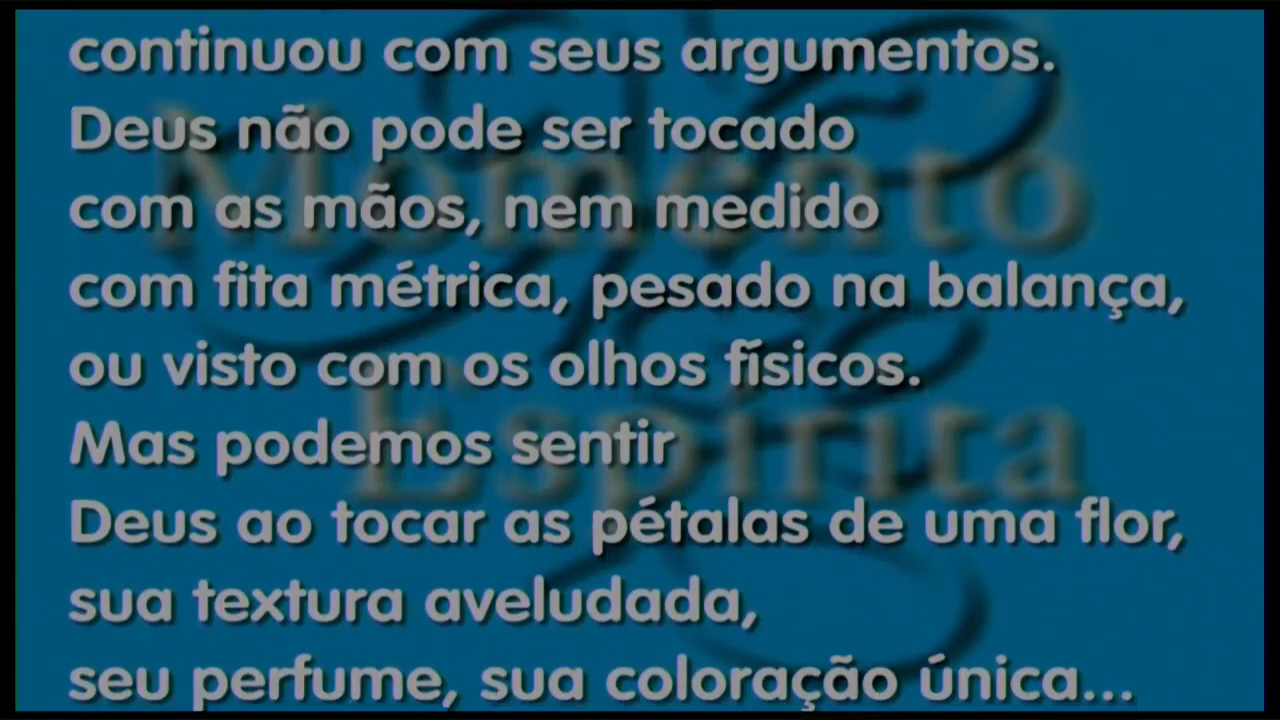 continuou com seus argumentos.
Deus não pode ser tocado
com as mãos, nem medido
com fita métrica, pesado na balança,
ou visto com os olhos físicos.
Mas podemos sentir
Deus ao tocar as pétalas de uma flor,
sua textura aveludada,
seu perfume, sua coloração única...
Momento
Espírita